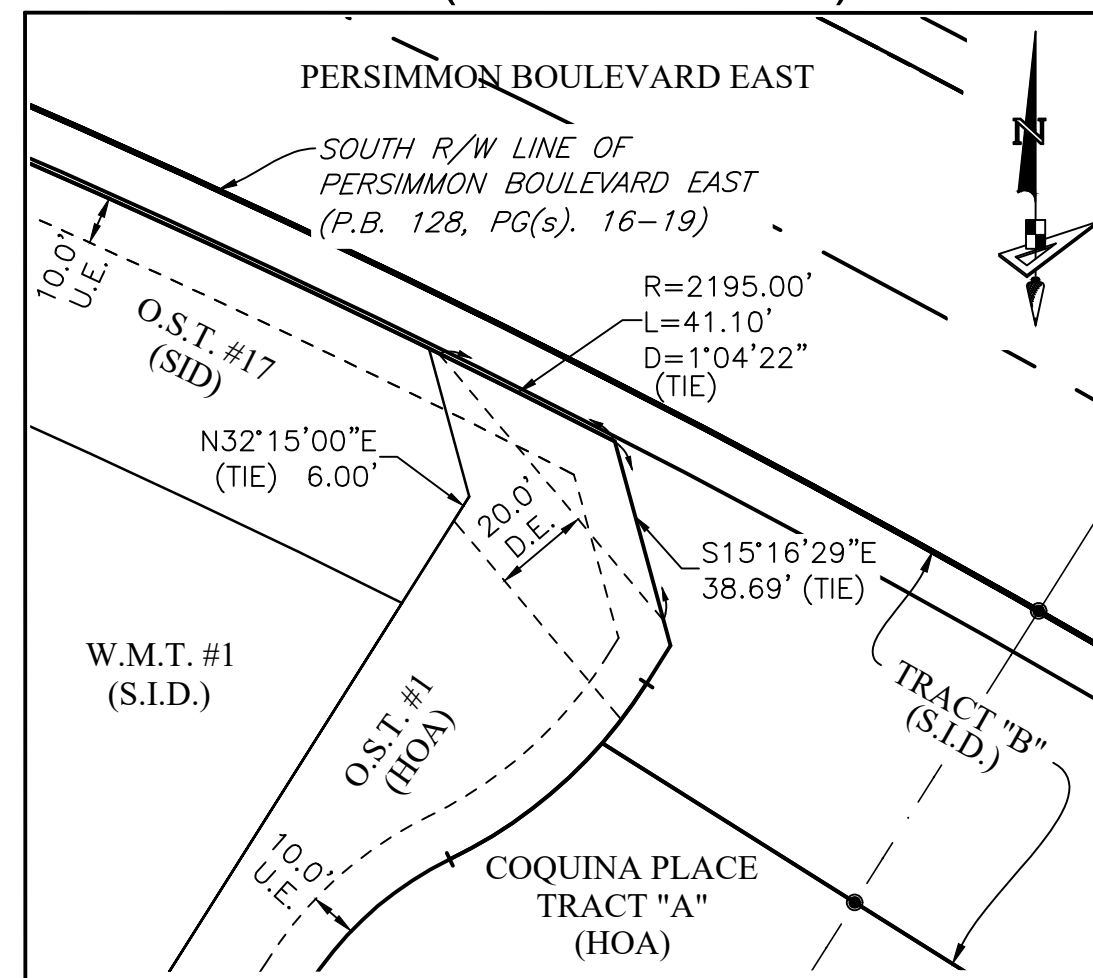 PERSIMMON BOULEVARD EAST
SOUTH R/W LINE OF
PERSIMMON BOULEVARD EAST
(P.B. 128, PG(s). 16-19)
N
10.0'
U.E.
O.S.T. #17
(SID)
R=2195.00'
L=41.10'
D=1°04'22"
(TIE)
N32°15'00"E
(TIE) 6.00'
20.0'
D.E.
S15°16'29"E
38.69' (TIE)
W.M.T. #1
(S.I.D.)
O.S.T. #1
(HOA)
TRACT "B"
(S.I.D.)
10.0'
U.E.
COQUINA PLACE
TRACT "A"
(HOA)